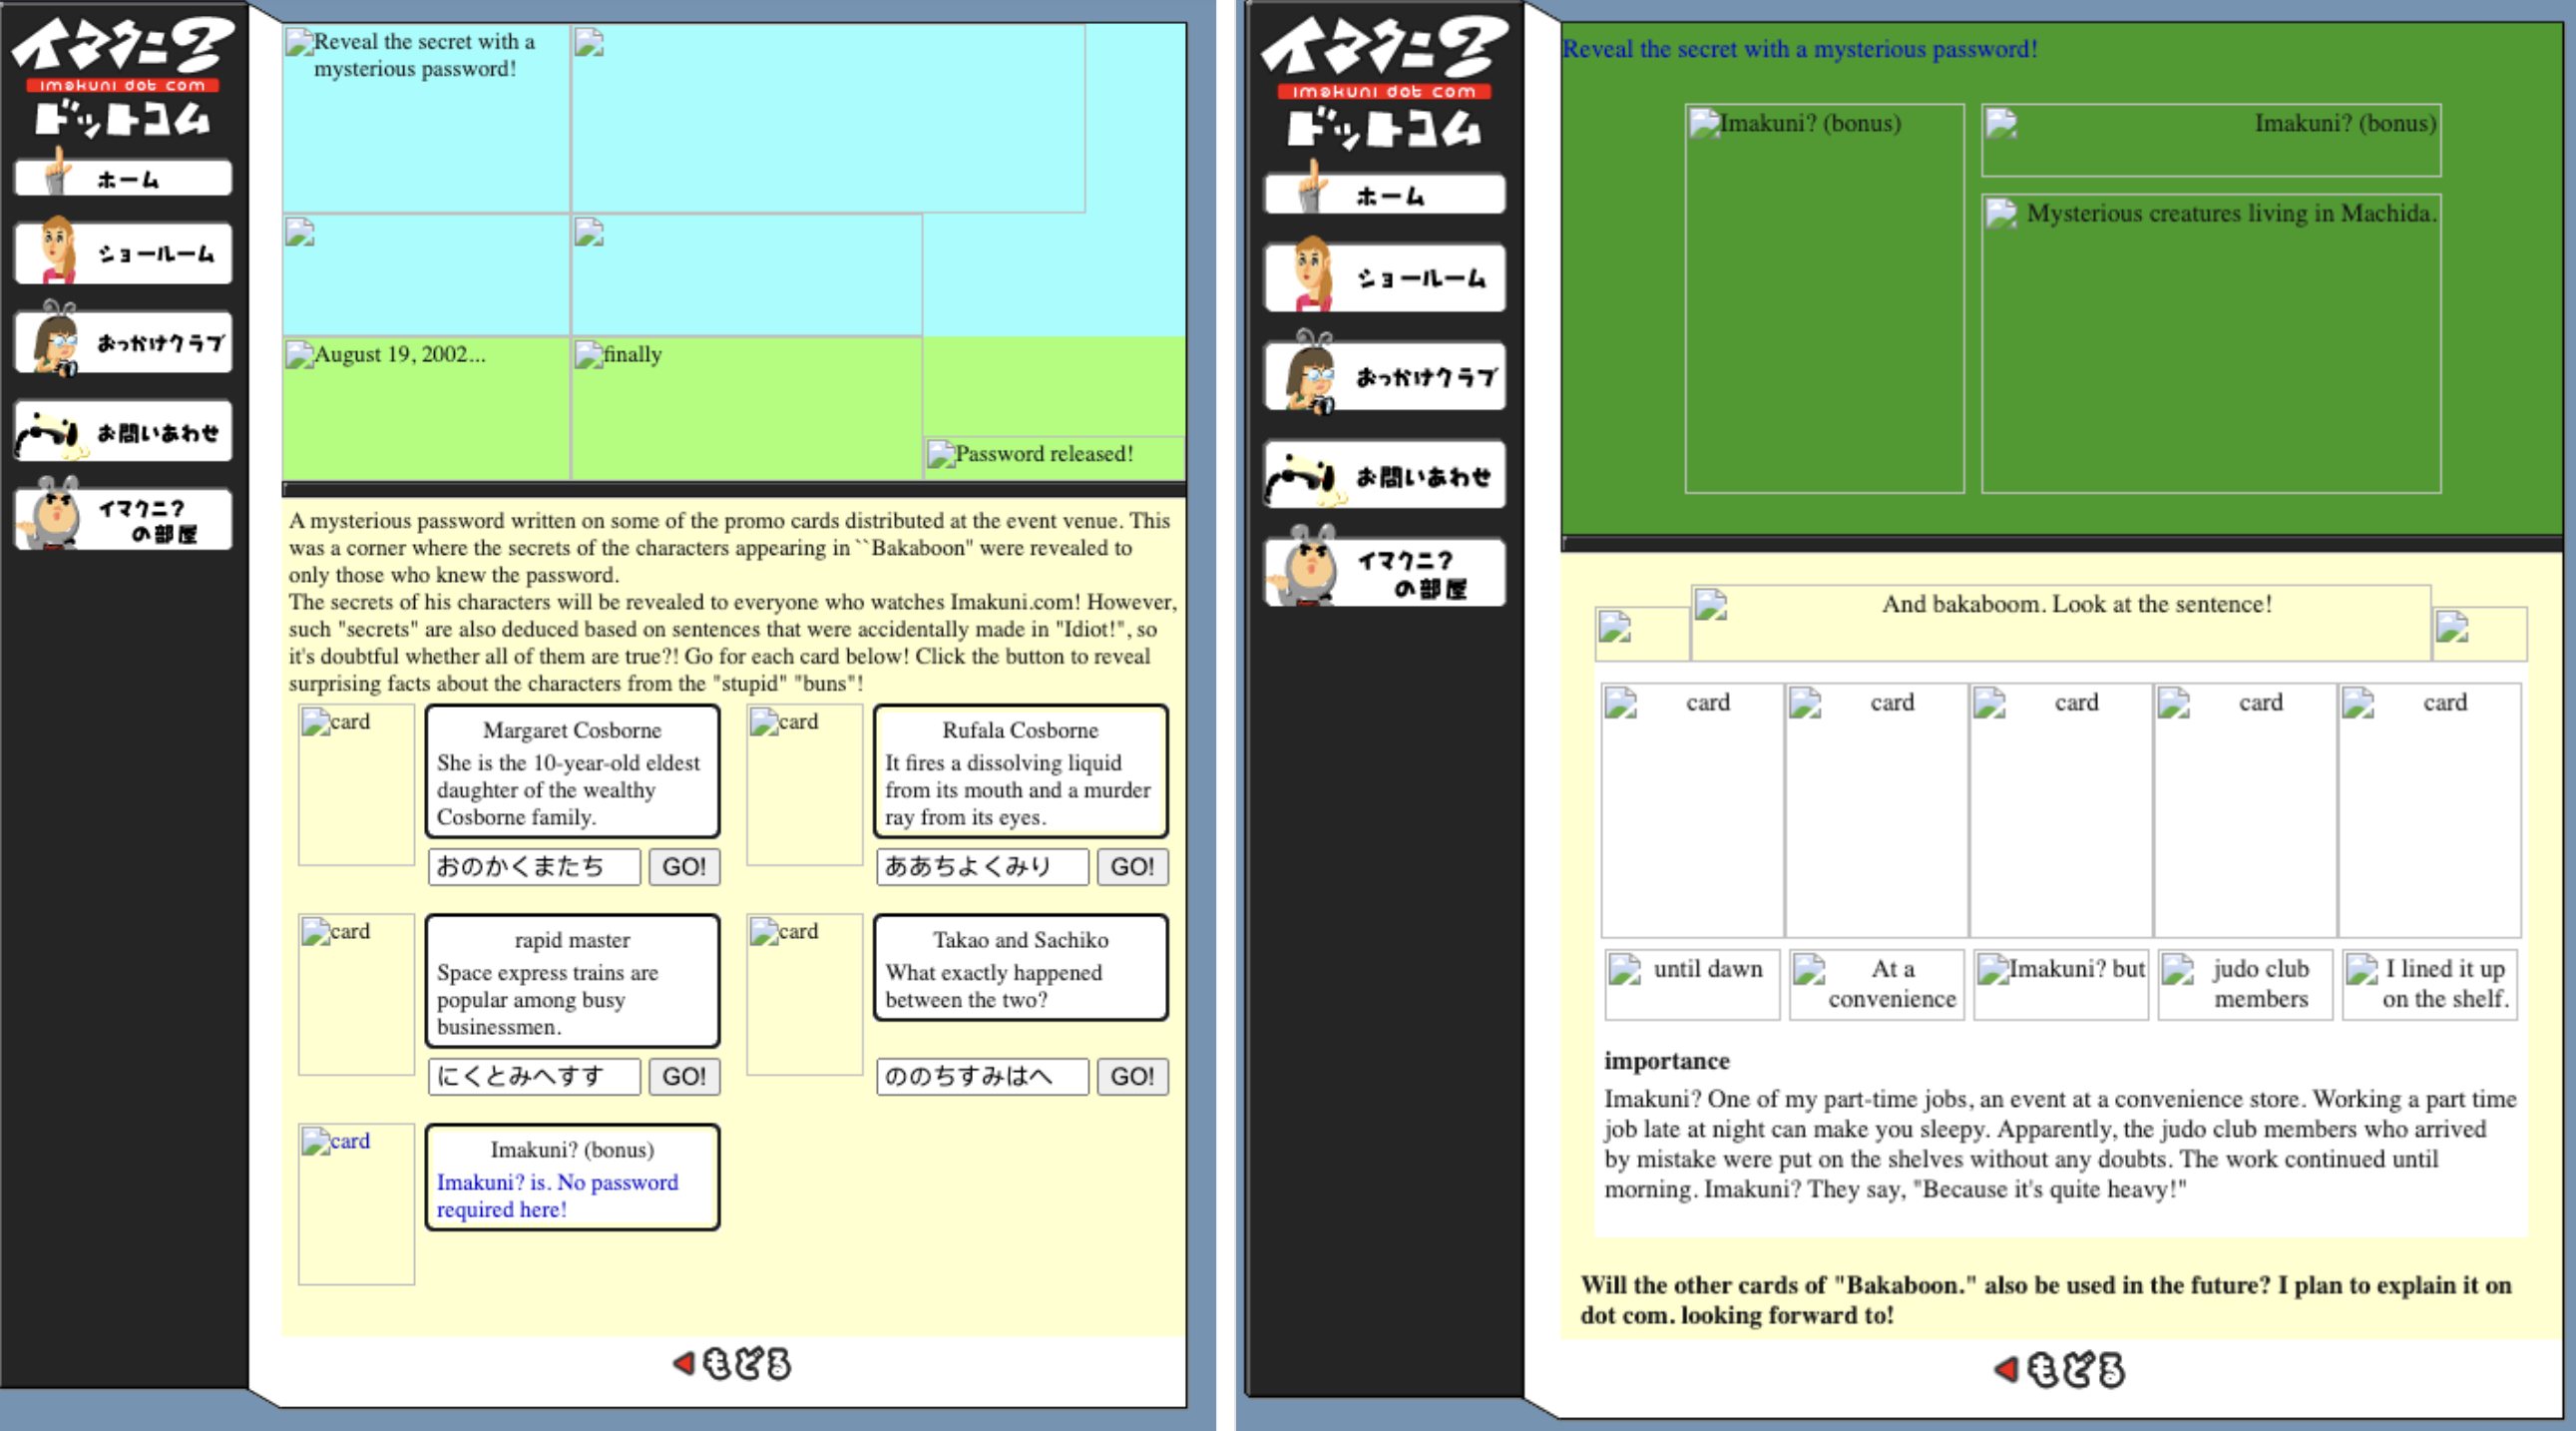 イマクニ?
imakuni dot com
ドットコム
ホーム
ショールーム
おっかけクラブ
お問いあわせ
イマクニ?
の部屋
Reveal the secret with a
mysterious password!
August 19, 2002...
finally
Password released!
A mysterious password written on some of the promo cards distributed at the event venue. This
was a corner where the secrets of the characters appearing in ``Bakaboon" were revealed to
only those who knew the password.
The secrets of his characters will be revealed to everyone who watches Imakuni.com! However,
such "secrets" are also deduced based on sentences that were accidentally made in "Idiot!", so
it's doubtful whether all of them are true?! Go for each card below! Click the button to reveal
surprising facts about the characters from the "stupid" "buns"!
card
Margaret Cosborne
She is the 10-year-old eldest
daughter of the wealthy
Cosborne family.
おのかくまたち
GO!
card
Rufala Cosborne
It fires a dissolving liquid
from its mouth and a murder
ray from its eyes.
ああちよくみり
GO!
card
rapid master
Space express trains are
popular among busy
businessmen.
にくとみへすす
GO!
card
Takao and Sachiko
What exactly happened
between the two?
ののちすみはへ
GO!
card
Imakuni? (bonus)
Imakuni? is. No password
required here!
もどる
イマクニ?
imakuni dot com
ドットコム
ホーム
ショールーム
おっかけクラブ
お問いあわせ
イマクニ?
の部屋
Reveal the secret with a mysterious password!
Imakuni? (bonus)
Imakuni? (bonus)
Mysterious creatures living in Machida.
And bakaboom. Look at the sentence!
card
card
card
card
card
until dawn
At a
convenience
Imakuni? but
judo club
members
I lined it up
on the shelf.
importance
Imakuni? One of my part-time jobs, an event at a convenience store. Working a part time
job late at night can make you sleepy. Apparently, the judo club members who arrived
by mistake were put on the shelves without any doubts. The work continued until
morning. Imakuni? They say, "Because it's quite heavy!"
Will the other cards of "Bakaboon." also be used in the future? I plan to explain it on
dot com. looking forward to!
もどる